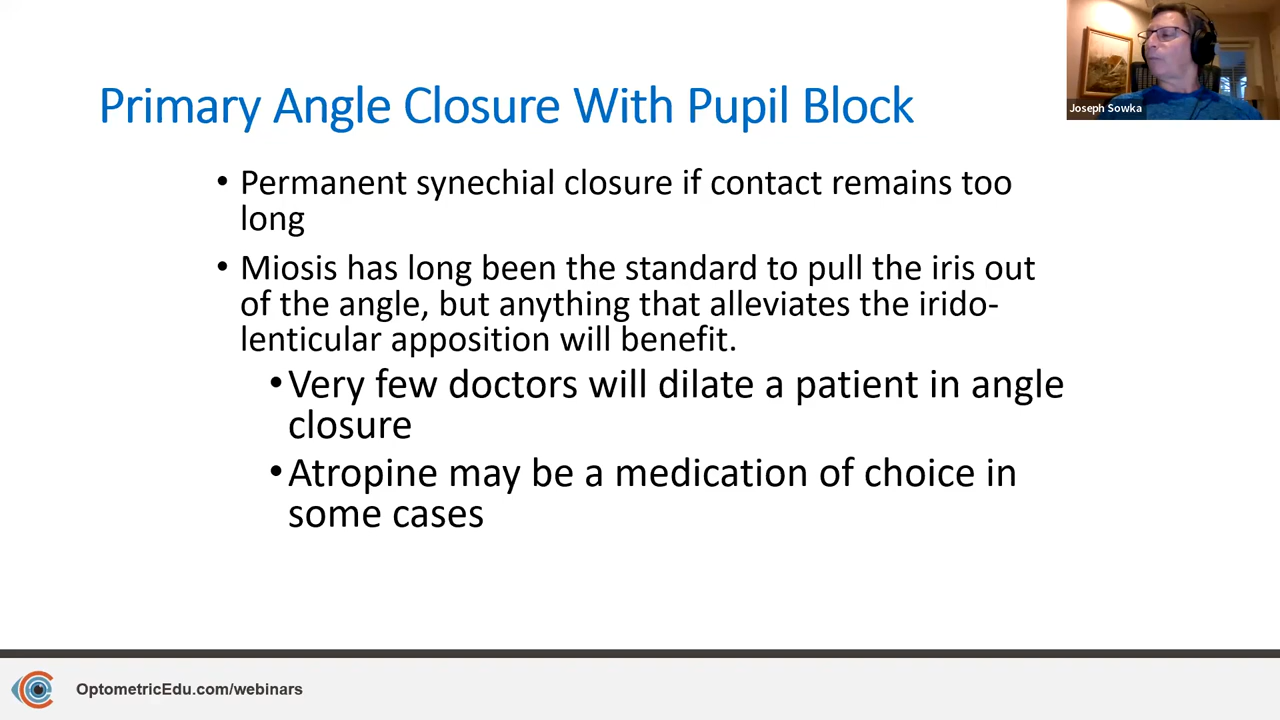 Joseph Sowka
Primary Angle Closure With Pupil Block
• Permanent synechial closure if contact remains too
long
• Miosis has long been the standard to pull the iris out
of the angle, but anything that alleviates the irido-
lenticular apposition will benefit.
• Very few doctors will dilate a patient in angle
closure
• Atropine may be a medication of choice in
some cases
OptometricEdu.com/webinars